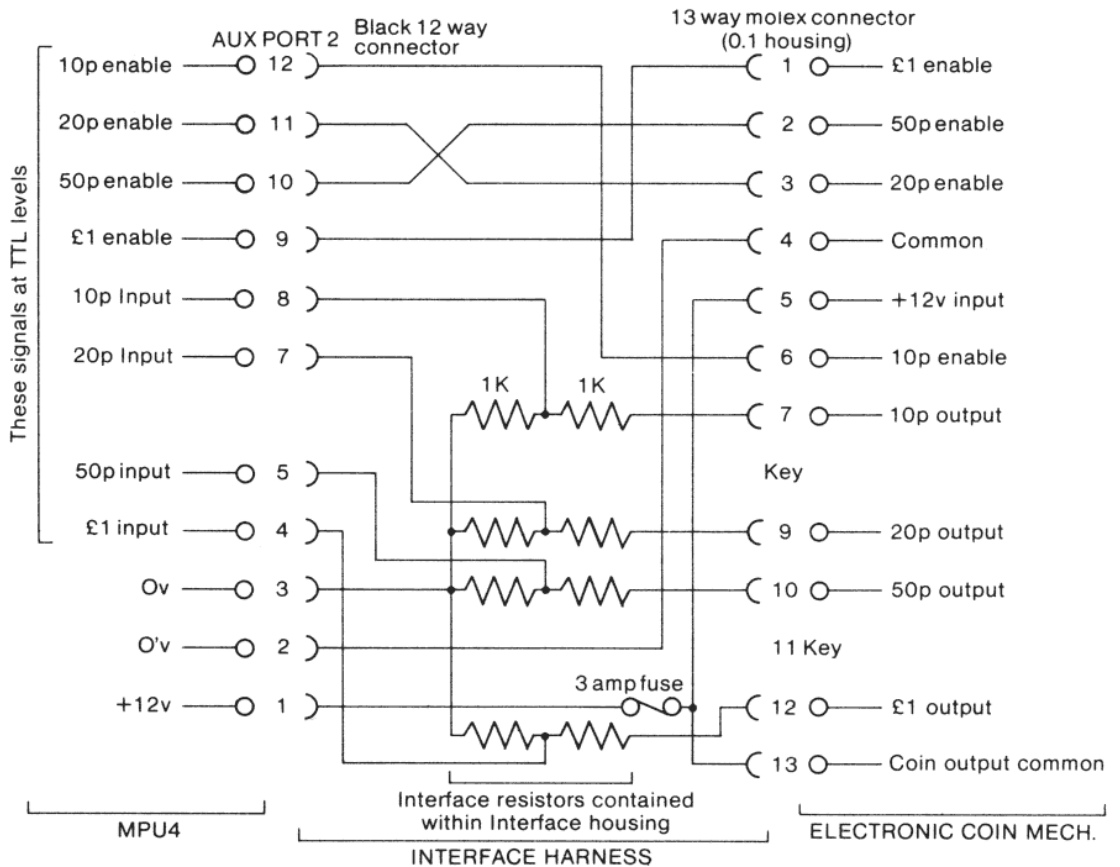 AUX PORT 2
Black 12 way
connector
13 way molex connector
(0.1 housing)
10p enable 12 1 £1 enable
20p enable 11 2 50p enable
50p enable 10 3 20p enable
£1 enable 9 4 Common
10p Input 8 5 +12v input
20p Input 7 6 10p enable
1K 1K
7 10p output
50p input 5 Key
£1 input 4 9 20p output
0v 3 10 50p output
O'v 2 11 Key
3 amp fuse
+12v 1 12 £1 output
13 Coin output common
These signals at TTL levels
Interface resistors contained
within Interface housing
MPU4
INTERFACE HARNESS
ELECTRONIC COIN MECH.